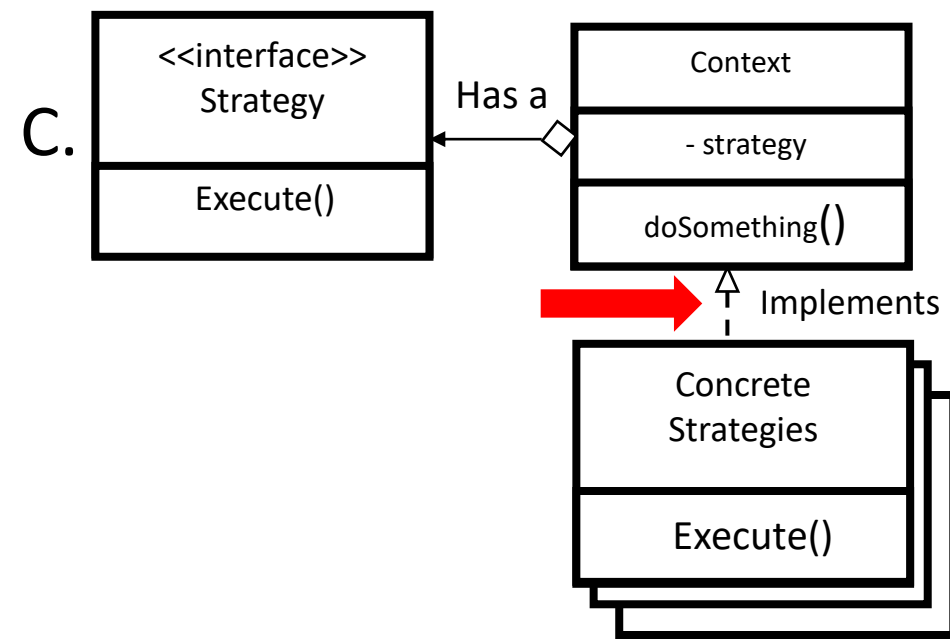 C.
<<interface>>
Strategy
Execute()
Has a
Context
- strategy
doSomething()
Implements
Concrete
Strategies
Execute()